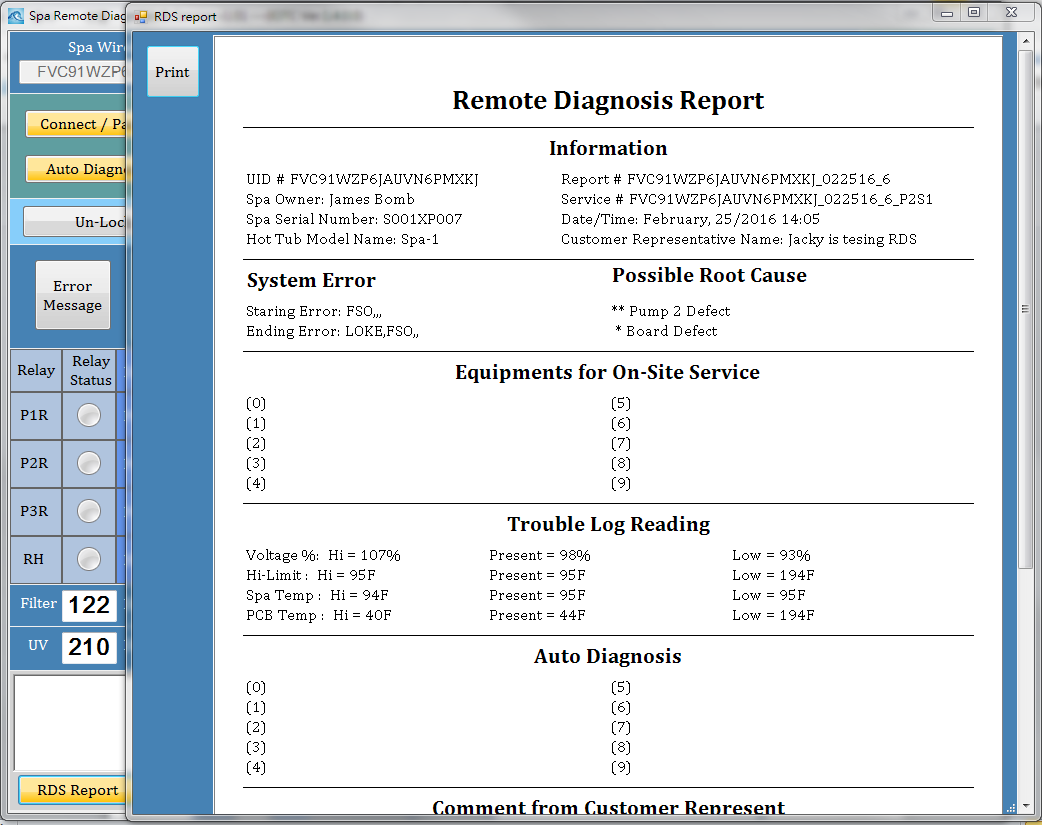 Spa Remote Diag
RDS report
Spa Wir
FVC91WZP6
Connect / Pa
Auto Diagn
Un-Loc
Error
Message
Relay
Relay
Status
P1R
P2R
P3R
RH
Filter 122
UV 210
RDS Report
Print
Remote Diagnosis Report
Information
UID # FVC91WZP6JAUVN6PMXKJ
Report # FVC91WZP6JAUVN6PMXKJ_022516_6
Spa Owner: James Bomb
Service # FVC91WZP6JAUVN6PMXKJ_022516_6_P2S1
Spa Serial Number: S001XP007
Date/Time: February, 25/2016 14:05
Hot Tub Model Name: Spa-1
Customer Representative Name: Jacky is tesing RDS
System Error
Possible Root Cause
Staring Error: FSO,,,
** Pump 2 Defect
Ending Error: LOKE,FSO,,
* Board Defect
Equipments for On-Site Service
(0) (5)
(1) (6)
(2) (7)
(3) (8)
(4) (9)
Trouble Log Reading
Voltage %: Hi = 107% Present = 98% Low = 93%
Hi-Limit : Hi = 95F Present = 95F Low = 194F
Spa Temp : Hi = 94F Present = 95F Low = 95F
PCB Temp : Hi = 40F Present = 44F Low = 194F
Auto Diagnosis
(0) (5)
(1) (6)
(2) (7)
(3) (8)
(4) (9)
Comment from Customer Represent